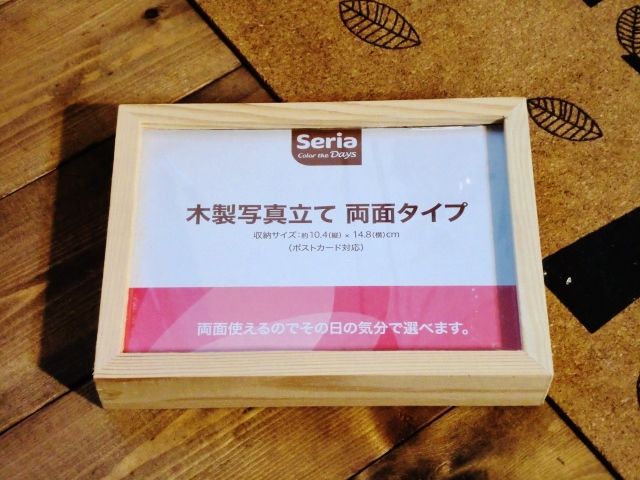 Seria
Color the Days
木製写真立て 両面タイプ
収納サイズ:約10.4(縦)×14.8(横)cm
(ポストカード対応)
両面使えるのでその日の気分で選べます。